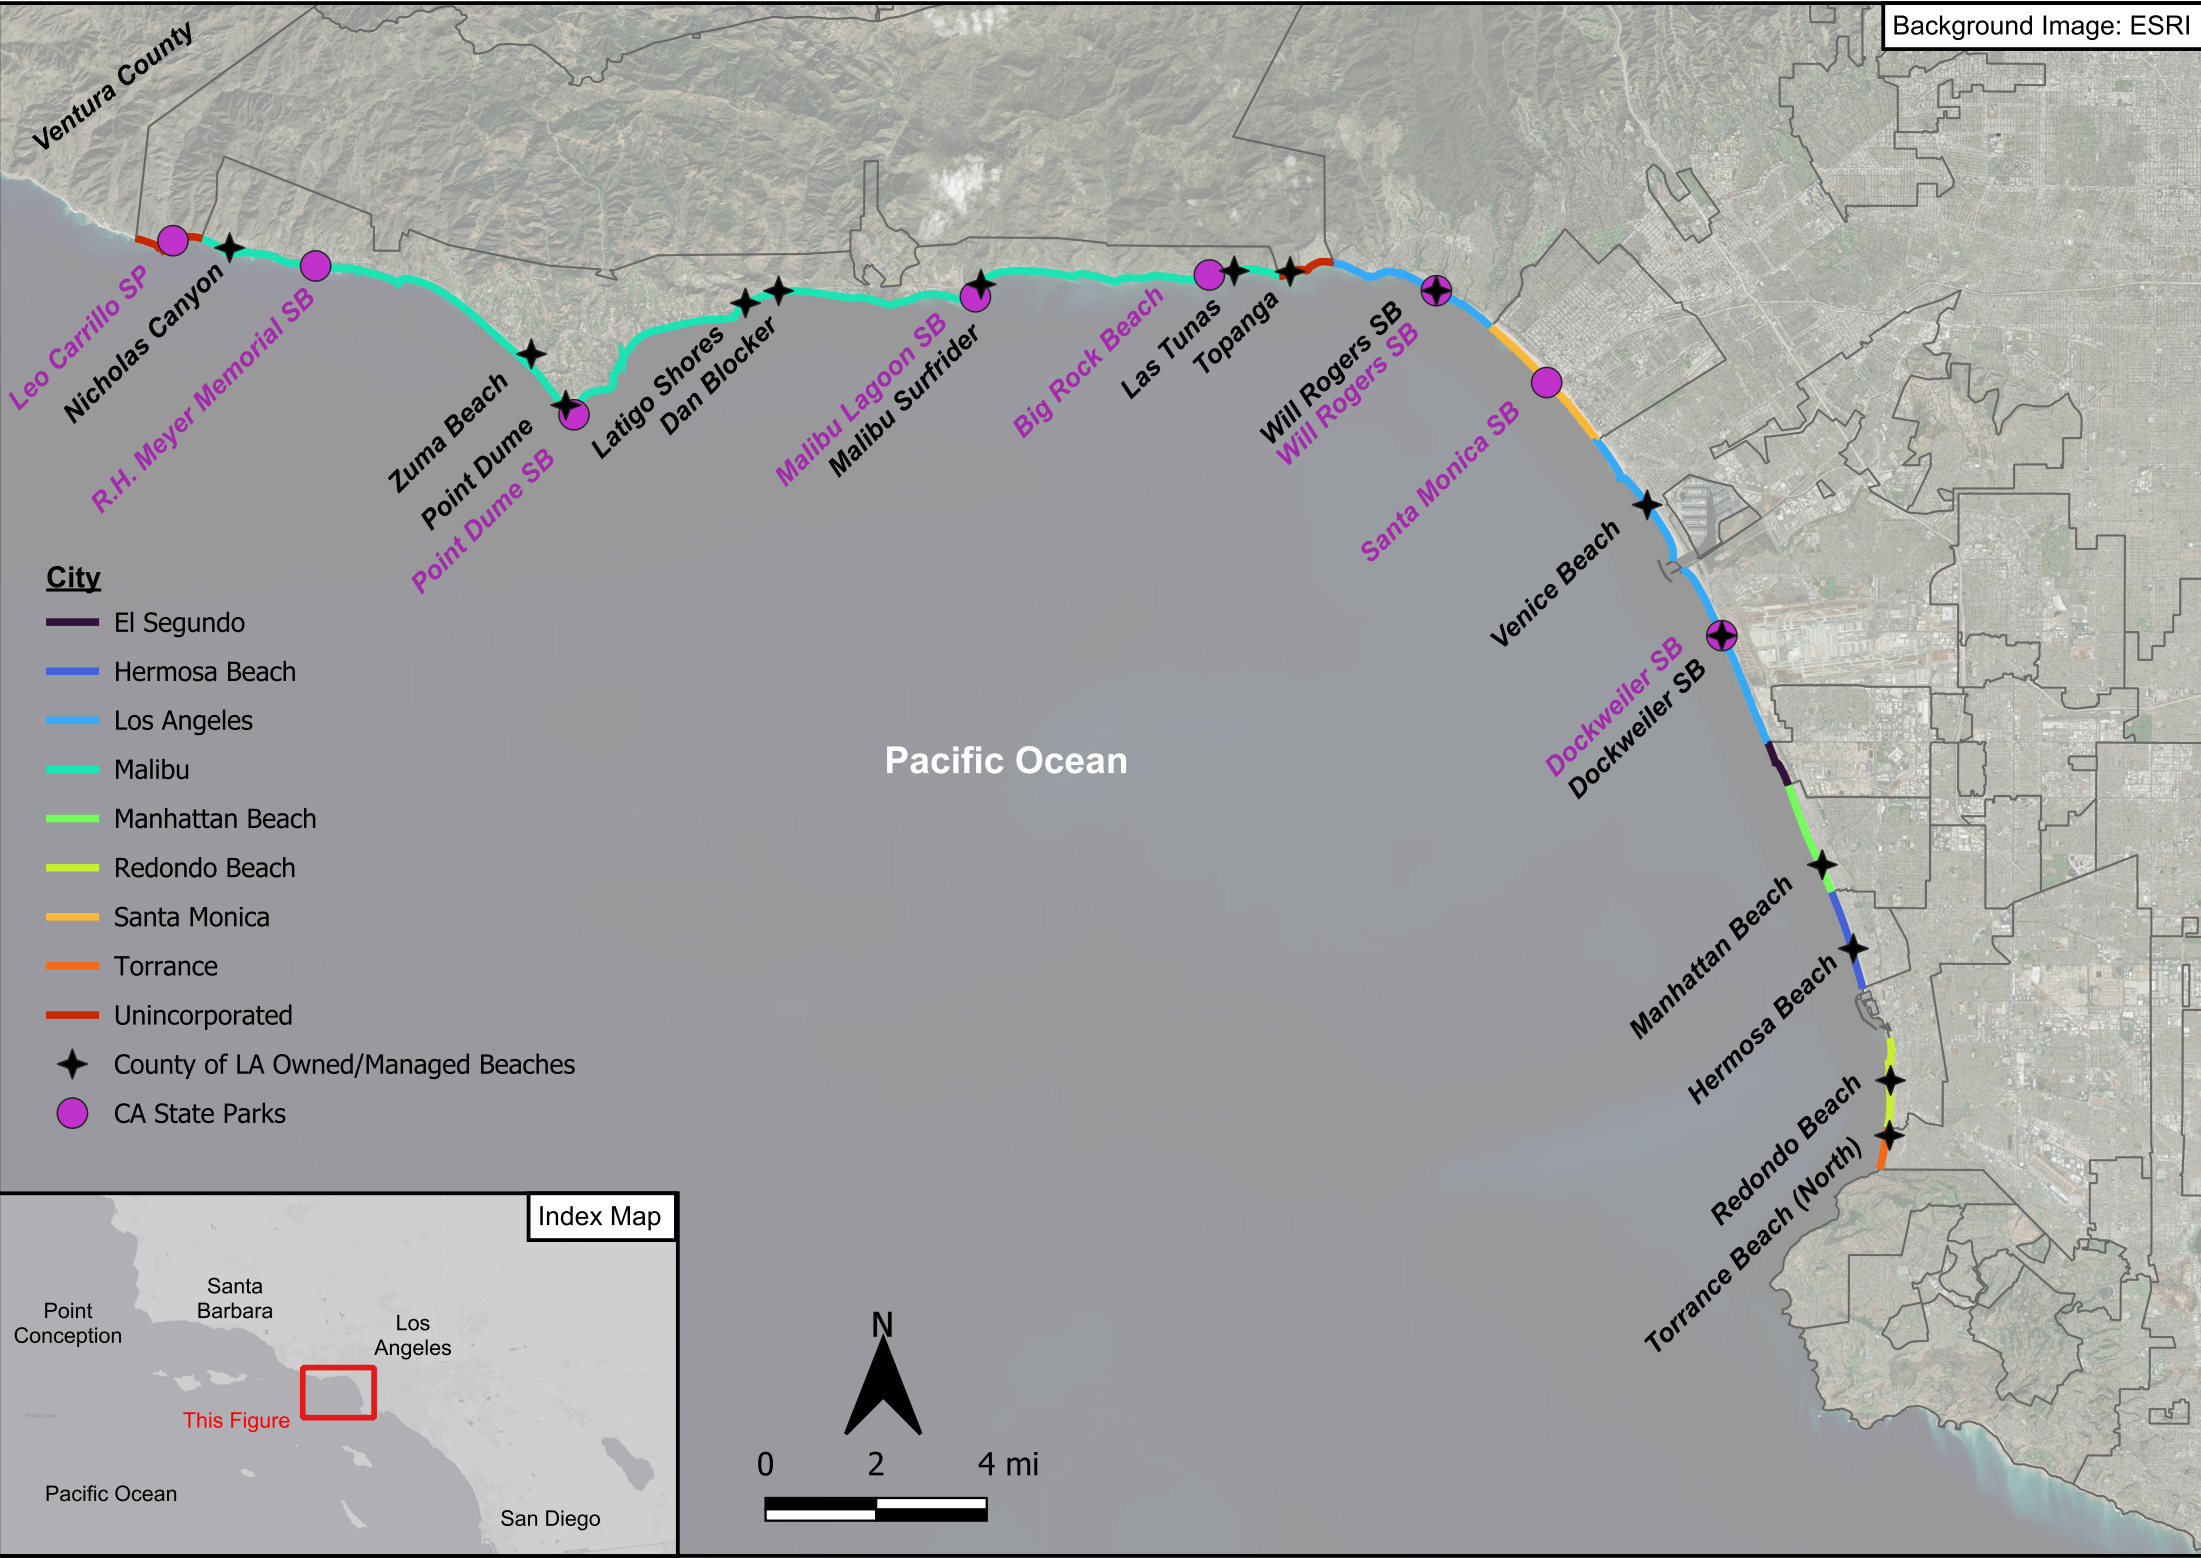 Background Image: ESRI
Ventura County
Leo Carrillo SP
Nicholas Canyon
R.H. Meyer Memorial SB
Zuma Beach
Point Dume
Point Dume SB
Latigo Shores
Dan Blocker
Malibu Lagoon SB
Malibu Surfrider
Big Rock Beach
Las Tunas
Topanga
Will Rogers SB
Will Rogers SB
Santa Monica SB
Venice Beach
Dockweiler SB
Dockweiler SB
Manhattan Beach
Hermosa Beach
Redondo Beach
Torrance Beach (North)
Pacific Ocean
City
El Segundo
Hermosa Beach
Los Angeles
Malibu
Manhattan Beach
Redondo Beach
Santa Monica
Torrance
Unincorporated
County of LA Owned/Managed Beaches
CA State Parks
Index Map
Santa
Barbara
Point
Conception
Los
Angeles
This Figure
Pacific Ocean
San Diego
N
0 2 4 mi